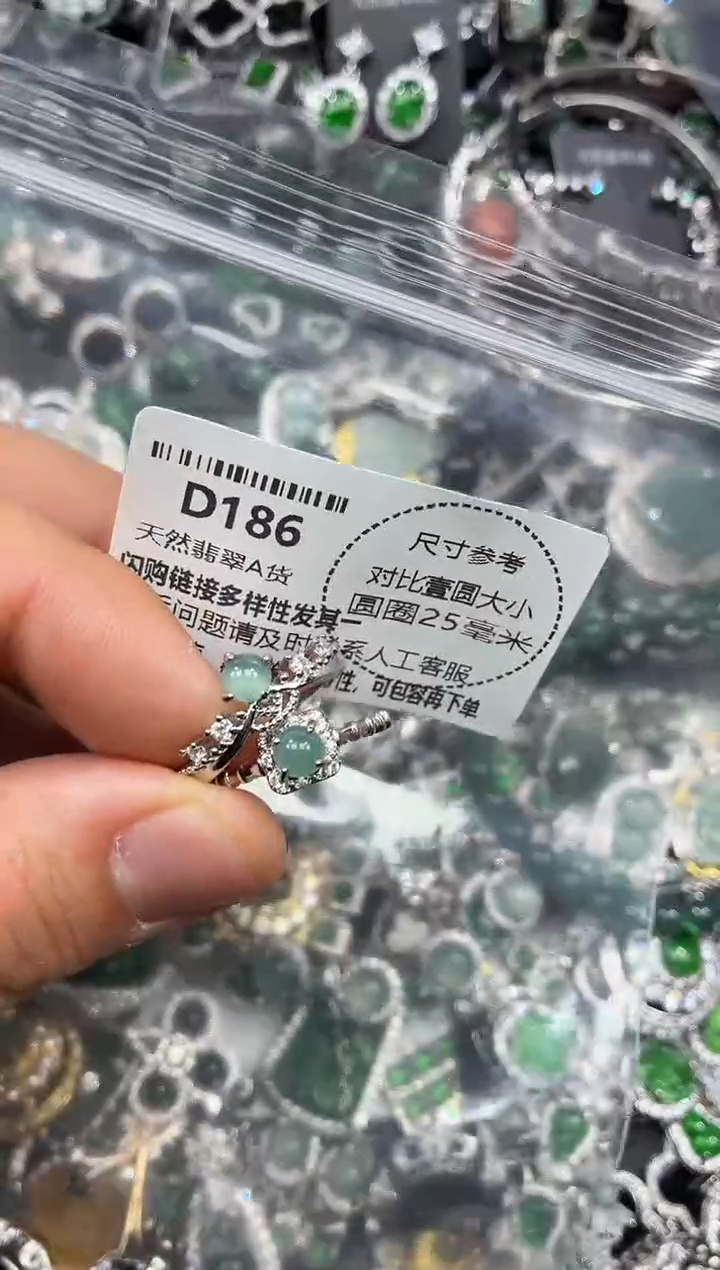 D186
天然翡翠A货
闪购链接多样性发其一
问题请及时 系人工客服
性，可包容再下单
尺寸参考
对比壹圆大小
圆圈25毫米